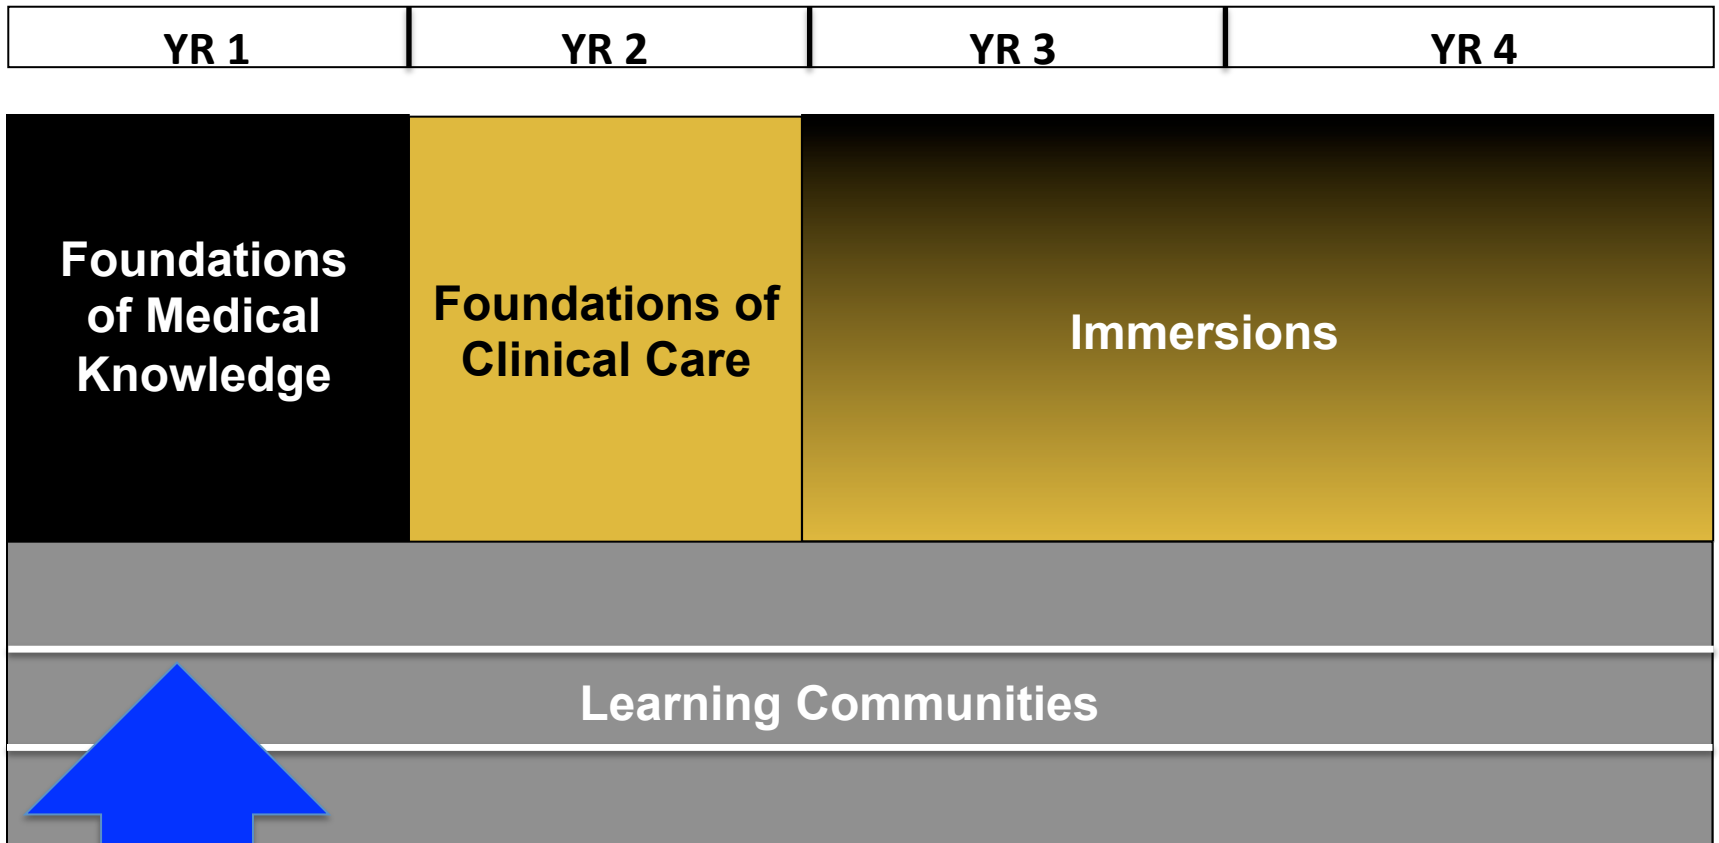 YR 1
YR 2
YR 3
YR 4
Foundations
of Medical
Knowledge
Foundations of
Clinical Care
Immersions
Learning Communities